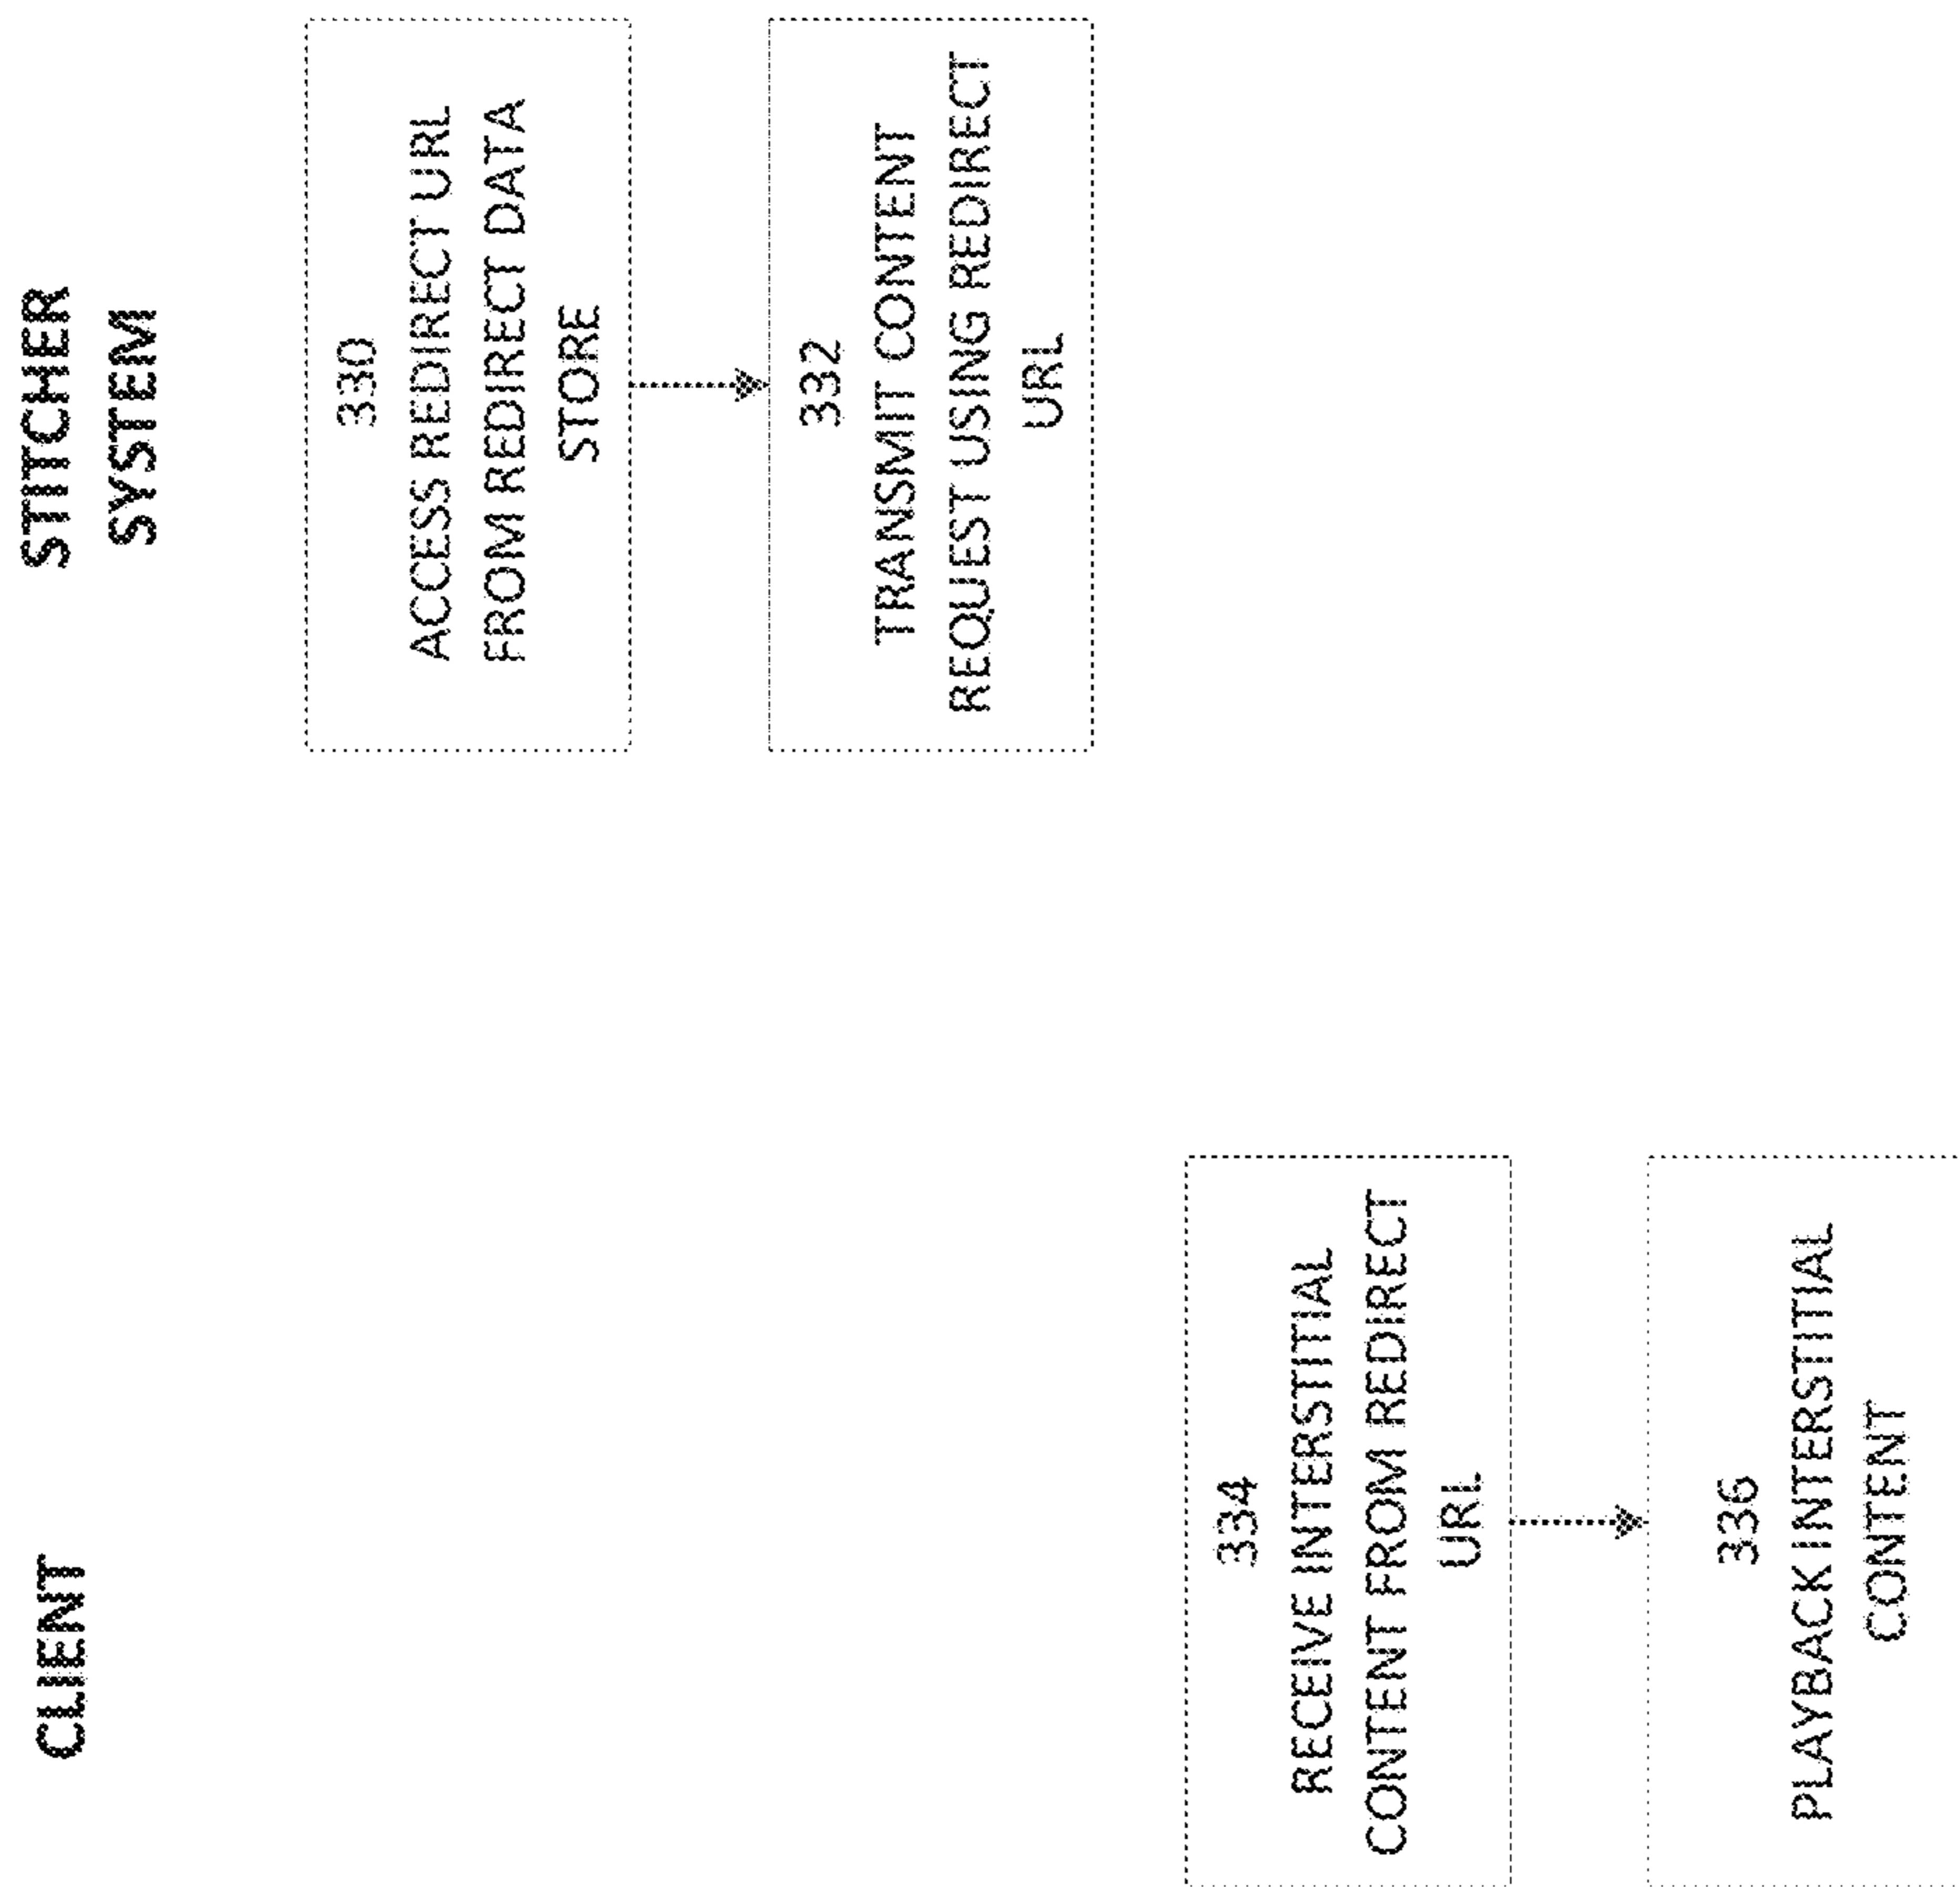 CLIENT
STITCHER
SYSTEM
330
ACCESS REDIRECT URL
FROM REDIRECT DATA
STORE
332
TRANSMIT CONTENT
REQUEST USING REDIRECT
URL
334
RECEIVE INTERSTITIAL
CONTENT FROM REDIRECT
URL
336
PLAYBACK INTERSTITIAL
CONTENT